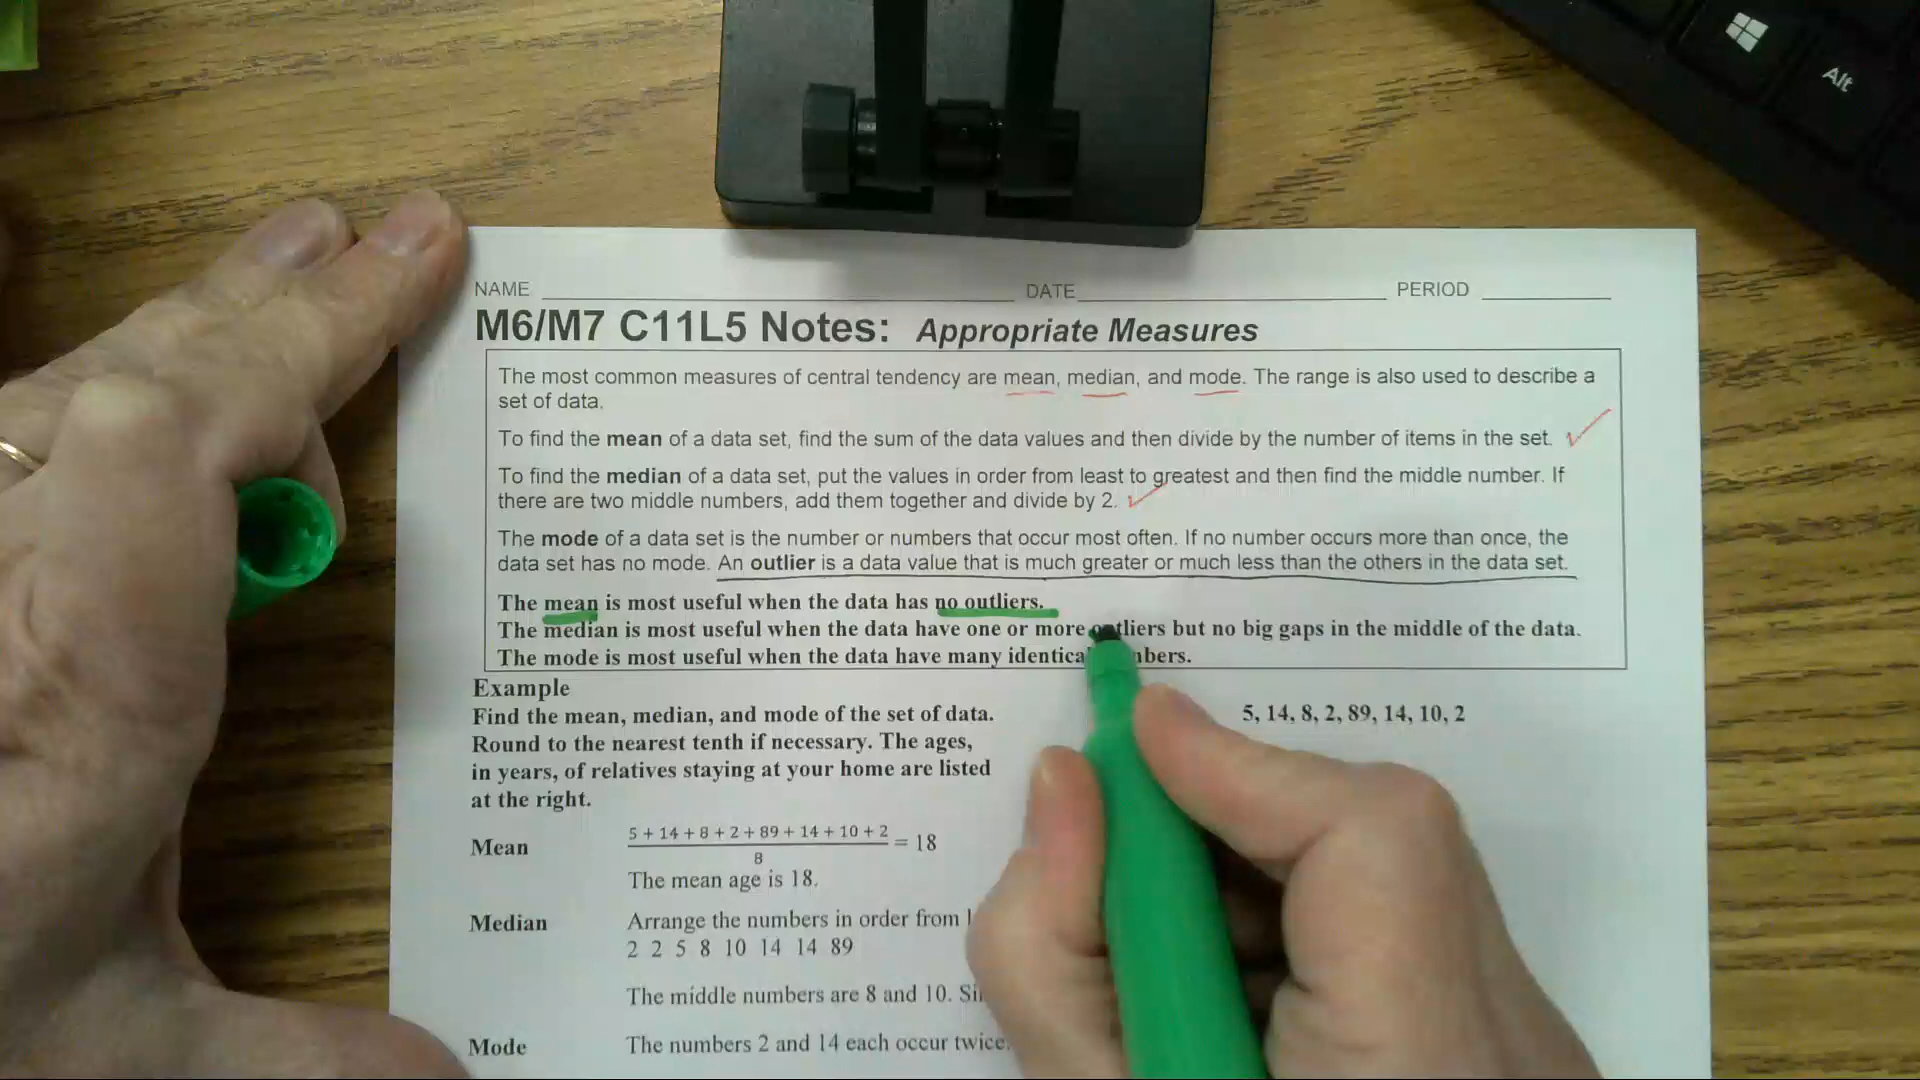 Alt
NAME DATE PERIOD
M6/M7 C11L5 Notes: Appropriate Measures
The most common measures of central tendency are mean, median, and mode. The range is also used to describe a
set of data.
To find the mean of a data set, find the sum of the data values and then divide by the number of items in the set.
To find the median of a data set, put the values in order from least to greatest and then find the middle number. If
there are two middle numbers, add them together and divide by 2.
The mode of a data set is the number or numbers that occur most often. If no number occurs more than once, the
data set has no mode. An outlier is a data value that is much greater or much less than the others in the data set.
The mean is most useful when the data has no outliers.
The median is most useful when the data have one or more outliers but no big gaps in the middle of the data.
The mode is most useful when the data have many
Example
Find the mean, median, and mode of the set of data. 5, 14, 8, 2, 89, 14, 10, 2
Round to the nearest tenth if necessary. The ages,
in years, of relatives staying at your home are listed
at the right.
Mean 5 + 14 + 8 + 2 + 89 + 14 + 10 + 2
8
= 18
The mean age is 18.
Median Arrange the numbers in order from
2 2 5 8 10 14 14 89
The middle numbers are 8 and 10.
Mode The numbers 2 and 14 each occur twice.